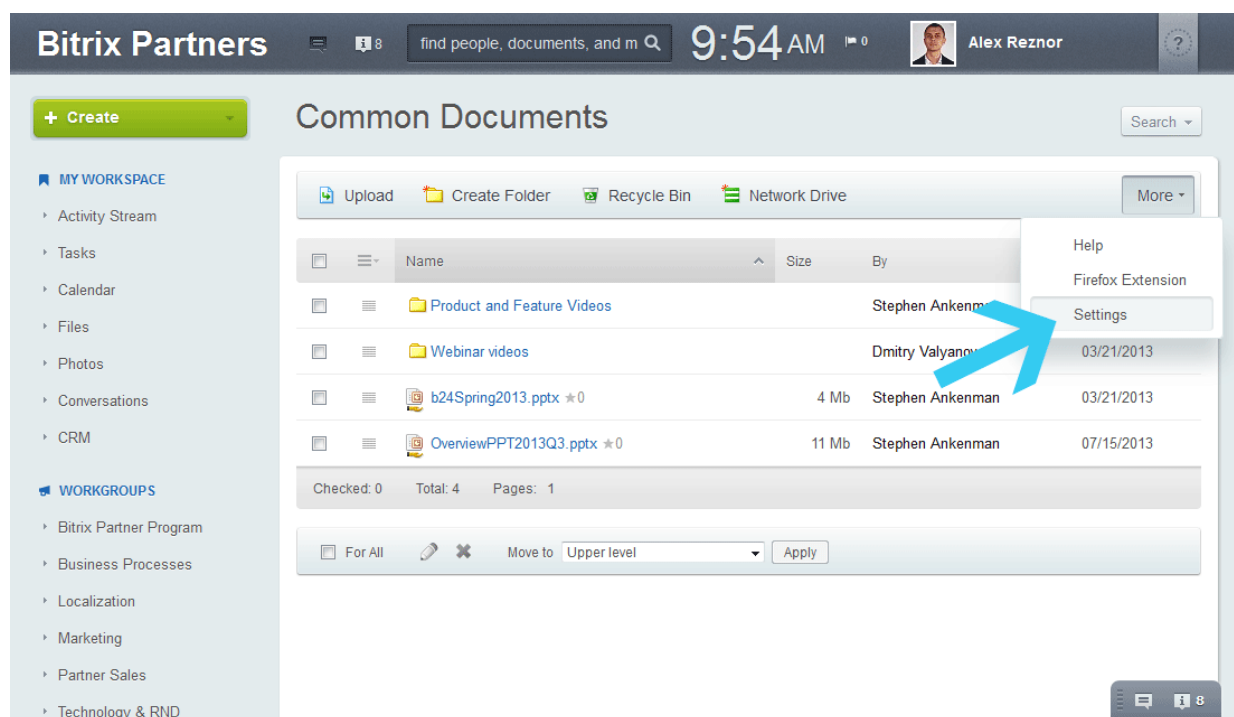 Bitrix Partners
8
find people, documents, and m
9:54 AM
0
Alex Reznor
?
Create
Common Documents
Search
MY WORKSPACE
Activity Stream
Tasks
Calendar
Files
Photos
Conversations
CRM
WORKGROUPS
Bitrix Partner Program
Business Processes
Localization
Marketing
Partner Sales
Technology & RND
Upload Create Folder Recycle Bin Network Drive More
Help
Firefox Extension
Settings
Name Size By
Product and Feature Videos Stephen
Webinar videos Dmitry 03/21/2013
b24Spring2013.pptx ★0 4 Mb Stephen Ankenman 03/21/2013
OverviewPPT2013Q3.pptx ★0 11 Mb Stephen Ankenman 07/15/2013
Checked: 0 Total: 4 Pages: 1
For All Move to Upper level Apply
8